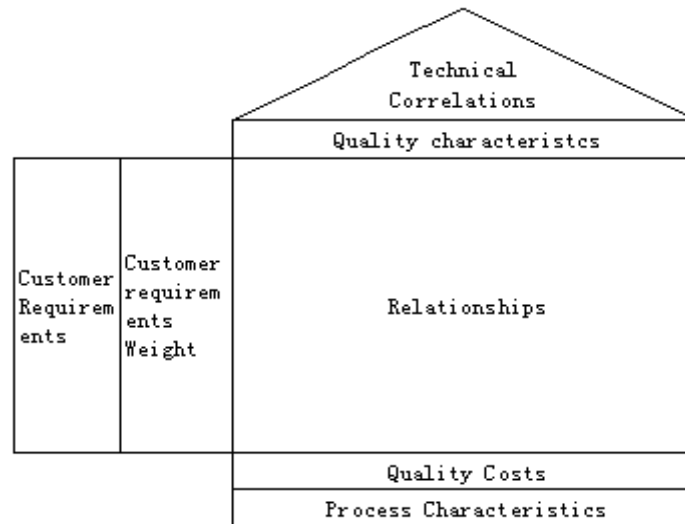 Technical
Correlations
Quality characteristcs
Customer
Requirem
ents
Customer
requirem
ents
Weight
Relationships
Quality Costs
Process Characteristics